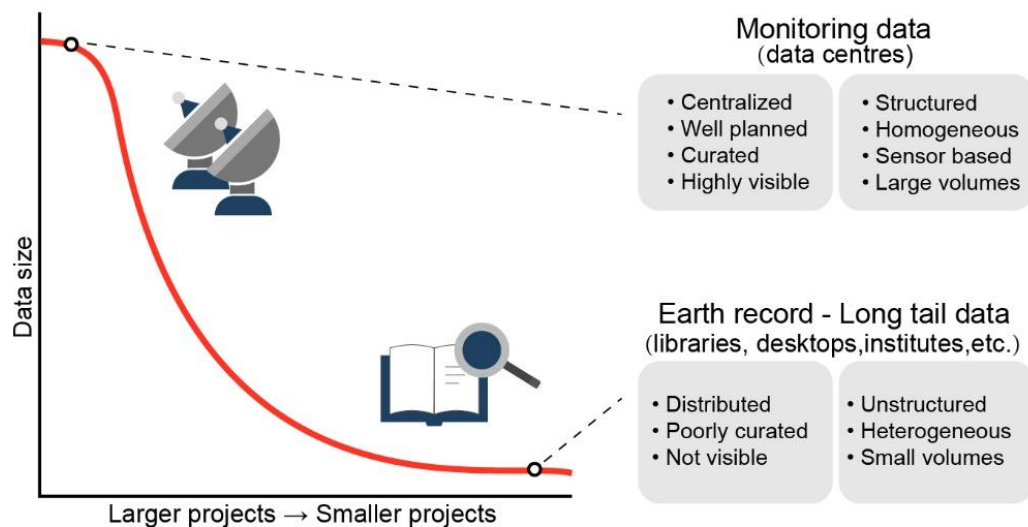 Data size
Larger projects → Smaller projects
Monitoring data
(data centres)
• Centralized
• Well planned
• Curated
• Highly visible
• Structured
• Homogeneous
• Sensor based
• Large volumes
Earth record - Long tail data
(libraries, desktops,institutes,etc.)
• Distributed
• Poorly curated
• Not visible
• Unstructured
• Heterogeneous
• Small volumes